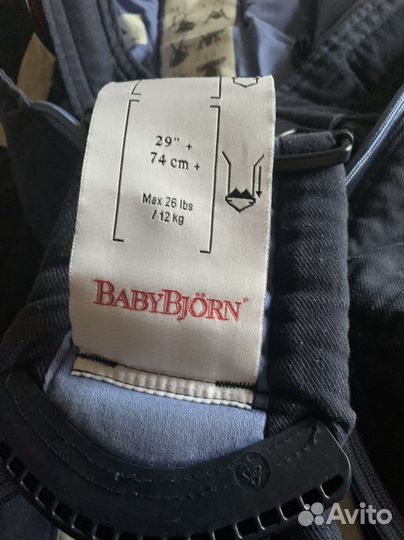 29" +
74 cm +
Max 26 lbs
/ 12 kg
BABYBJÖRN®
Avito